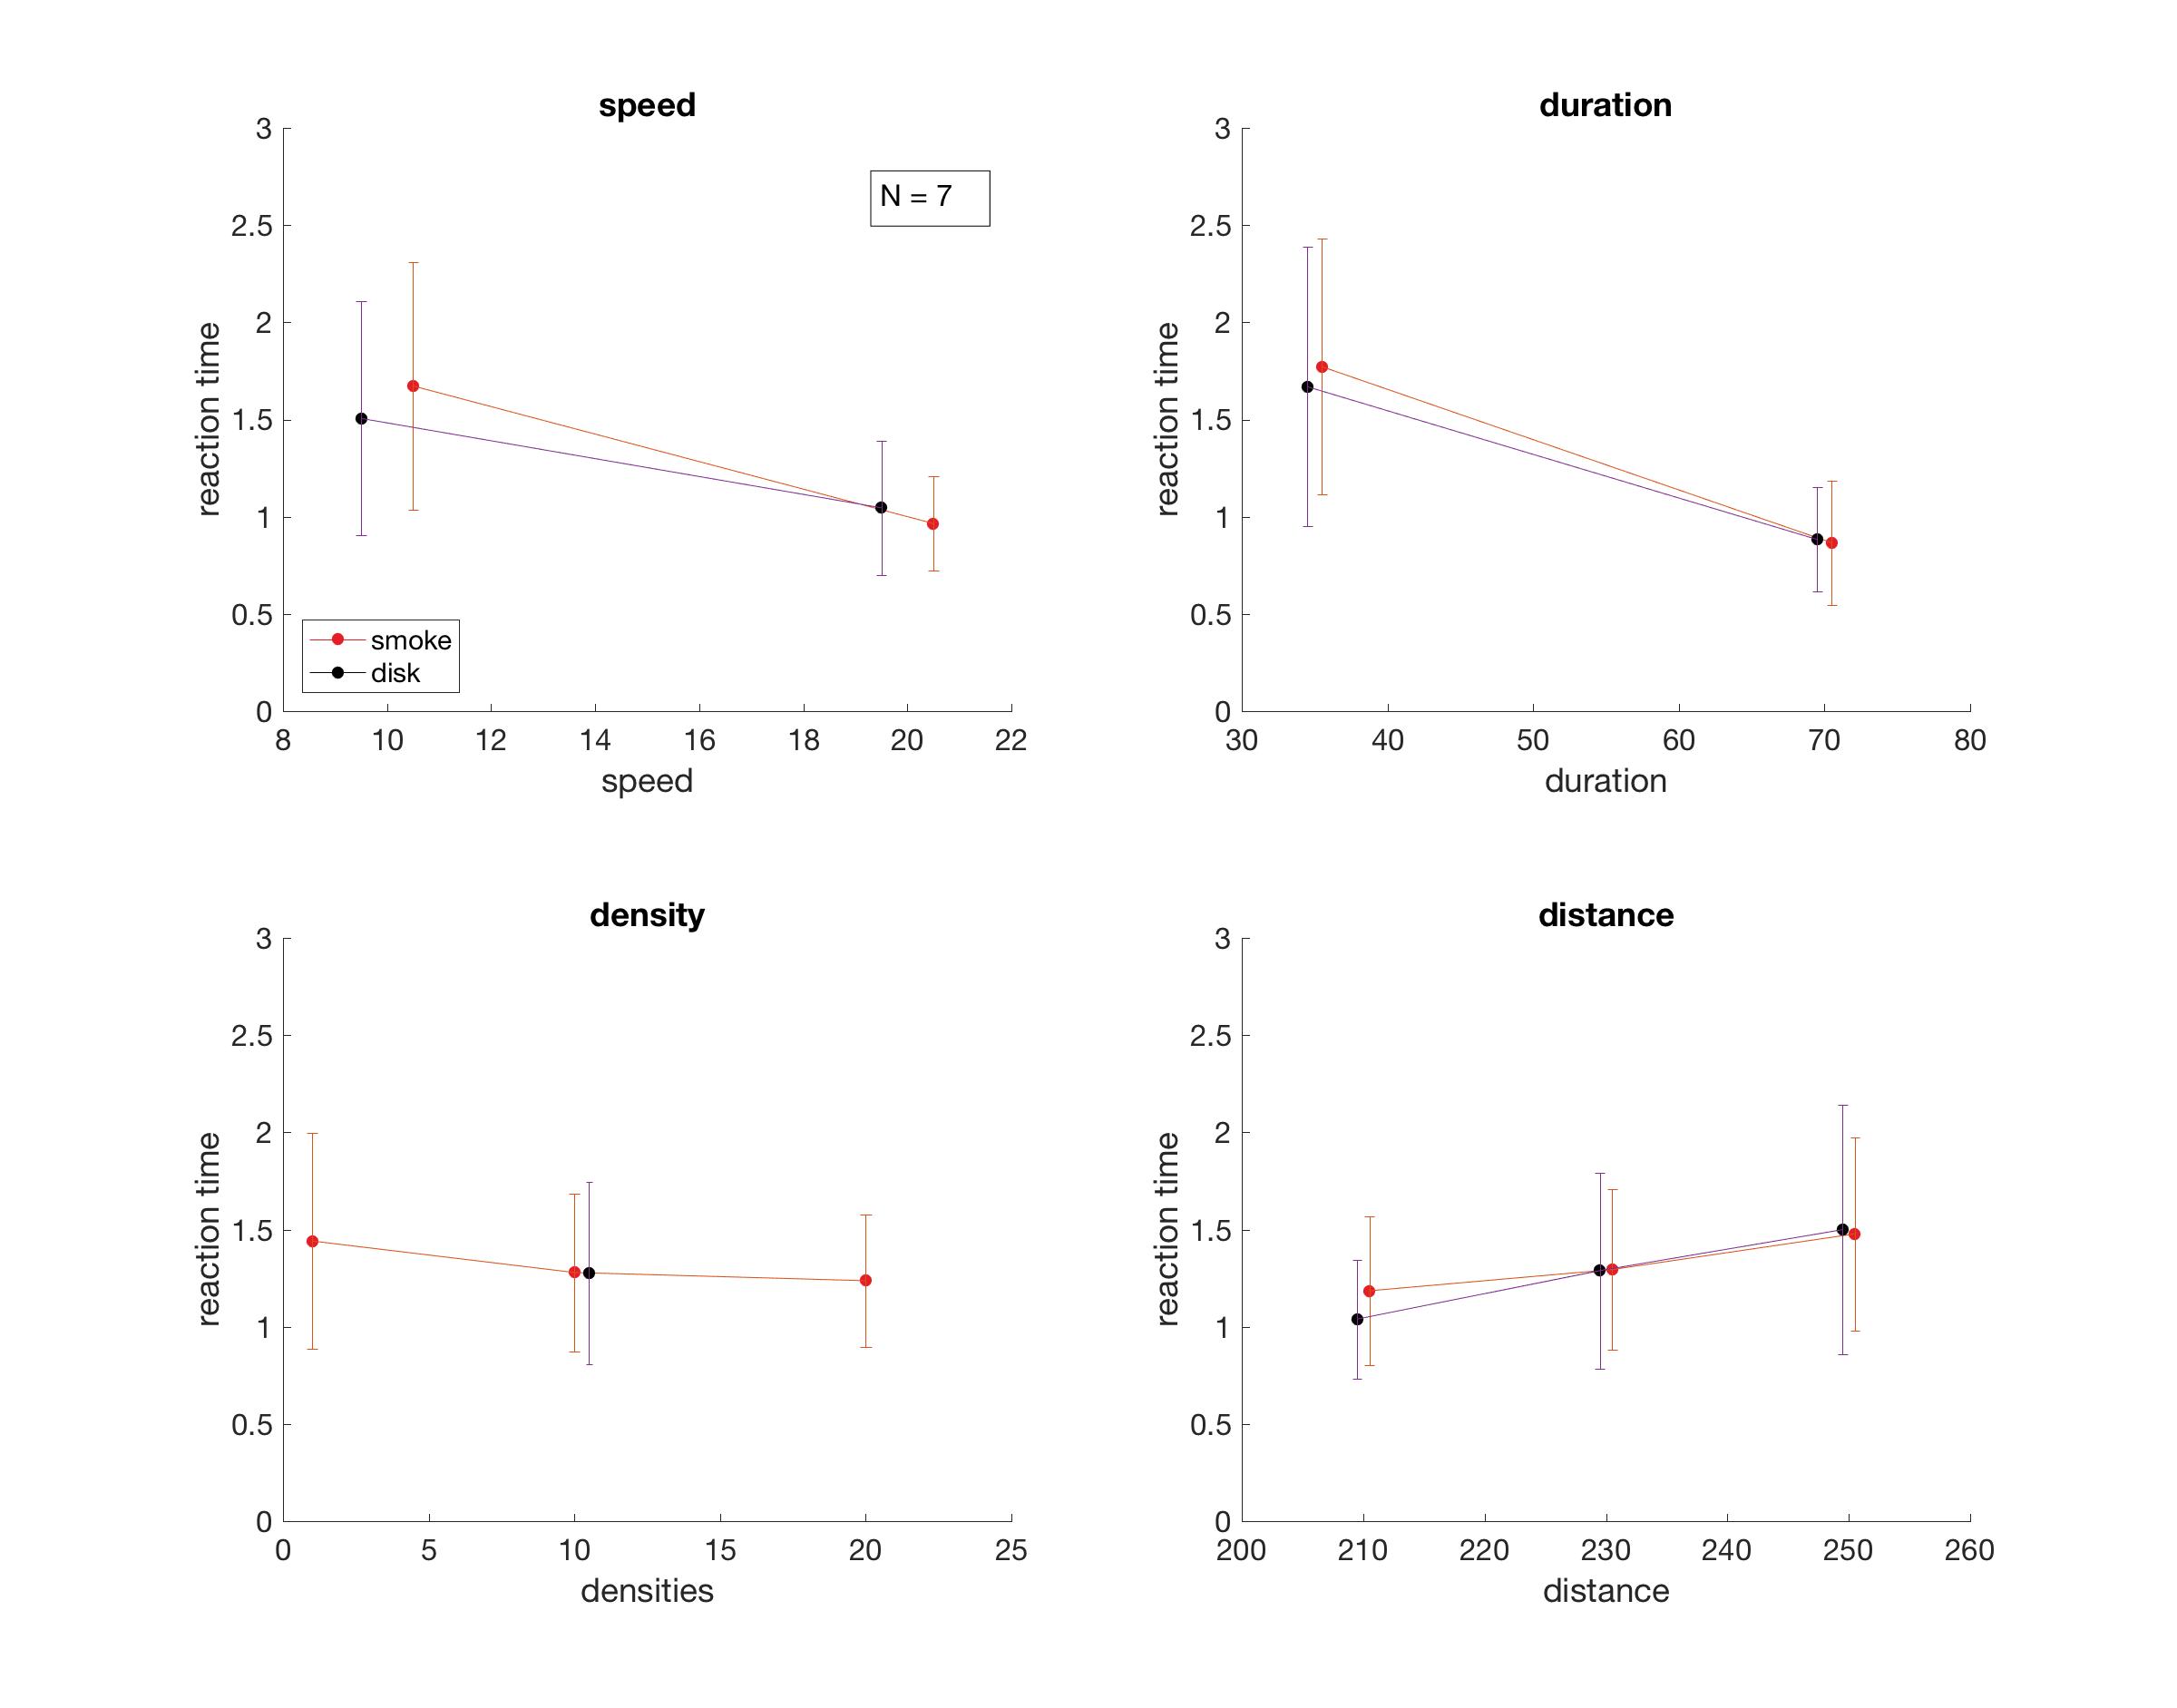 speed
3
2.5
2
1.5
1
0.5
0
reaction time
N = 7
smoke
disk
8 10 12 14 16 18 20 22
speed
duration
3
2.5
2
1.5
1
0.5
0
reaction time
30 40 50 60 70 80
duration
density
3
2.5
2
1.5
1
0.5
0
reaction time
0 5 10 15 20 25
densities
distance
3
2.5
2
1.5
1
0.5
0
reaction time
200 210 220 230 240 250 260
distance